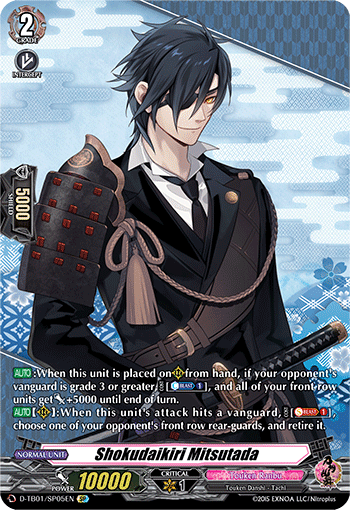 2
GRADE
INTERCEPT
5000
SHIELD
AUTO:When this unit is placed on from hand, if your opponent's
vanguard is grade 3 or greater, COST [BLAST 1], and all of your front row
units get +5000 until end of turn.
AUTO[]:When this unit's attack hits a vanguard, COST [BLAST 1],
choose one of your opponent's front row rear-guards, and retire it.
NORMAL UNIT
Shokudaikiri Mitsutada
POWER 10000
CRITICAL
1
Touken Ranbu
Touken Danshi - Tachi
D-TB01/SP05EN SP
©2015 EXNOA LLC/Nitroplus